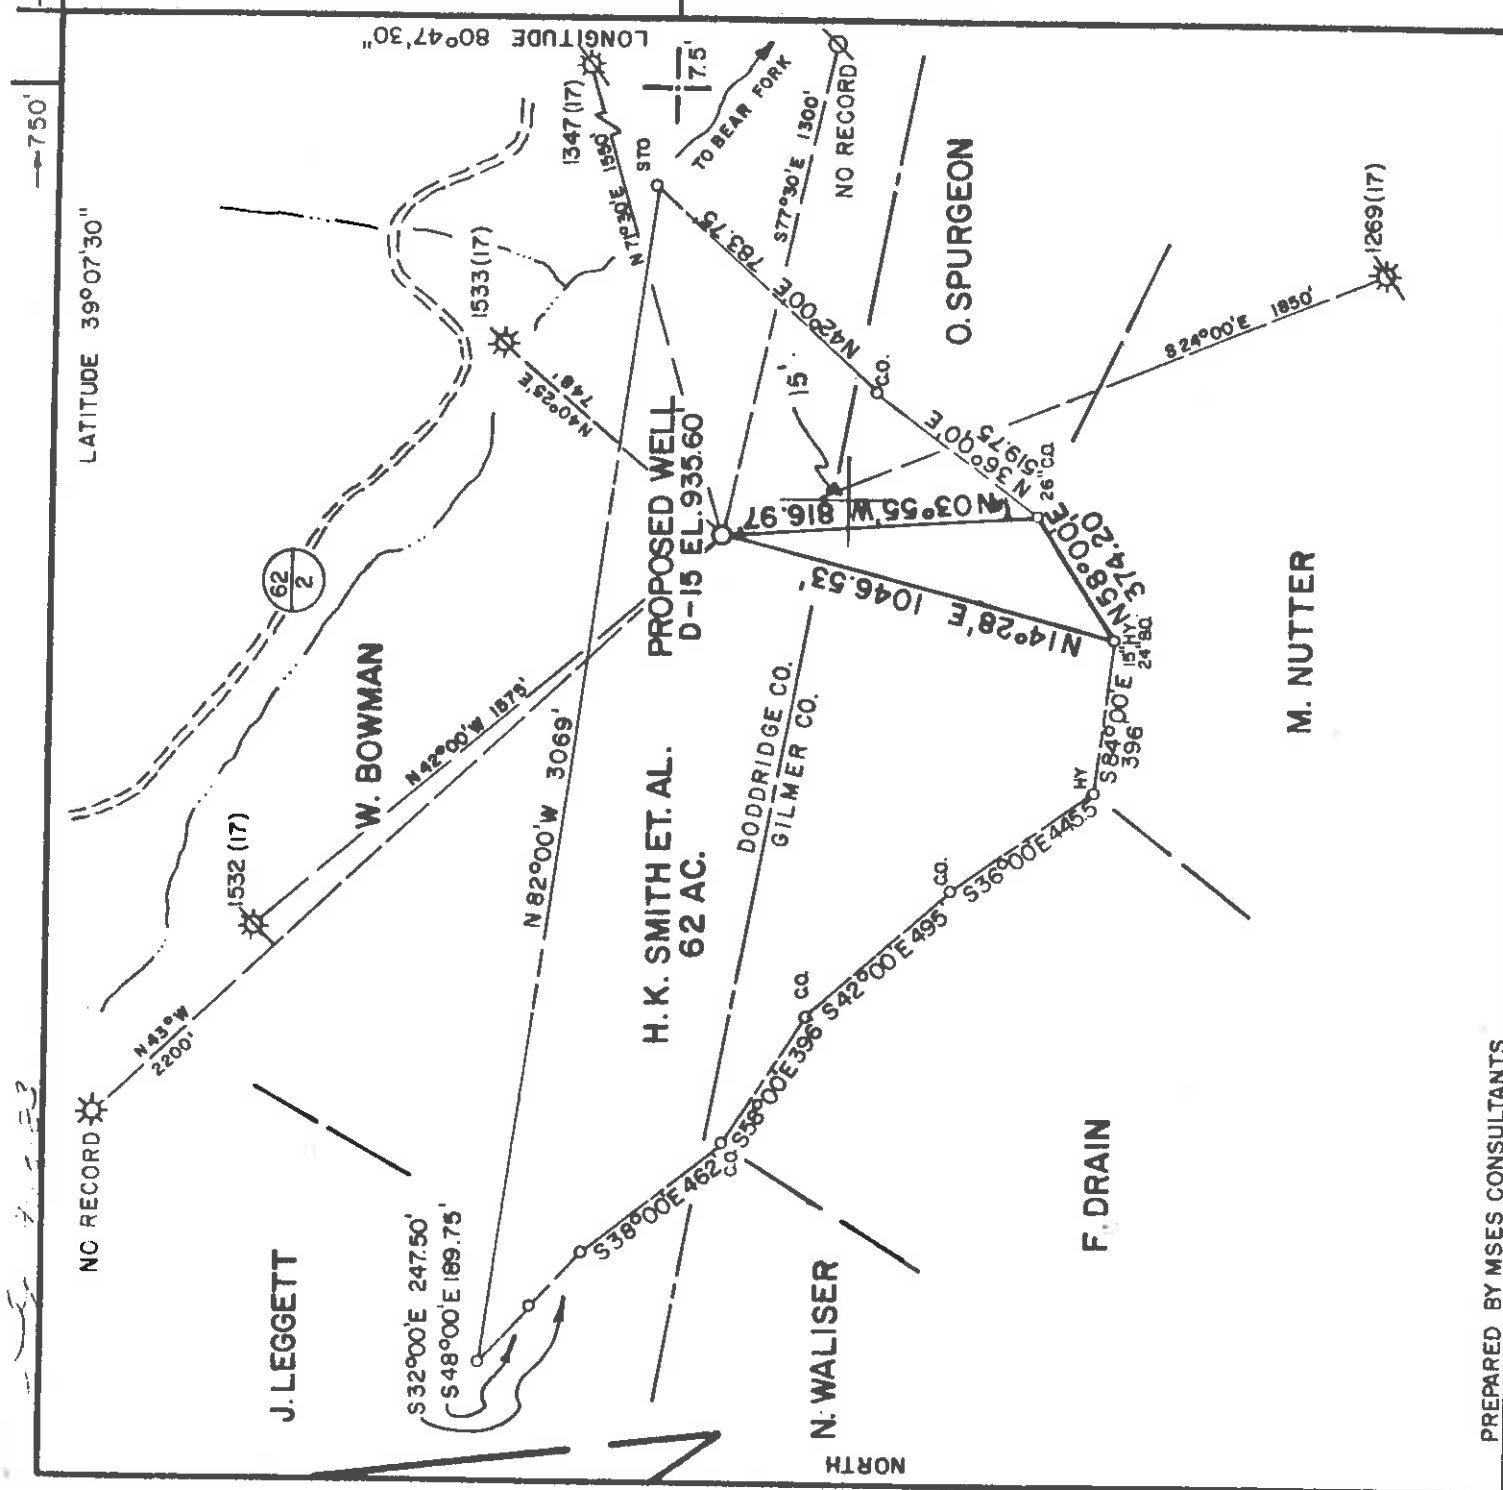 →750'
LATITUDE 39°07'30"
LONGITUDE 80°47'30"
7.5'
1347(17)
N71°30'E 1550'
STO
TO BEAR FORK
S77°30'E 1300'
NO RECORD
1533(17)
N40°25'E
748'
N42°00'E 783.75'
O. SPURGEON
1269(17)
S24°00'E 1850'
15'
C.O.
N 36°00'E
519.75
26" C.O.
PROPOSED WELL
D-15 EL.935.60'
N03°55'W 816.97
N58°00'E
374.20'
N14°28'E 1046.53'
15" HY.
24" B.O.
S84°00'E
396'
HY
M. NUTTER
62
2
W. BOWMAN
N42°00'W 1575'
1532 (17)
N82°00'W 3069'
H. K. SMITH ET. AL.
62 AC.
DODDRIDGE CO.
GILMER CO.
S36°00'E 445.5
C.O.
S42°00'E 495'
C.O.
S58°00'E 396
C.O.
S38°00'E 462'
N43°W
2200'
NO RECORD
J. LEGGETT
S32°00'E 247.50'
S48°00'E 189.75'
N. WALISER
F. DRAIN
NORTH
PREPARED BY MSES CONSULTANTS